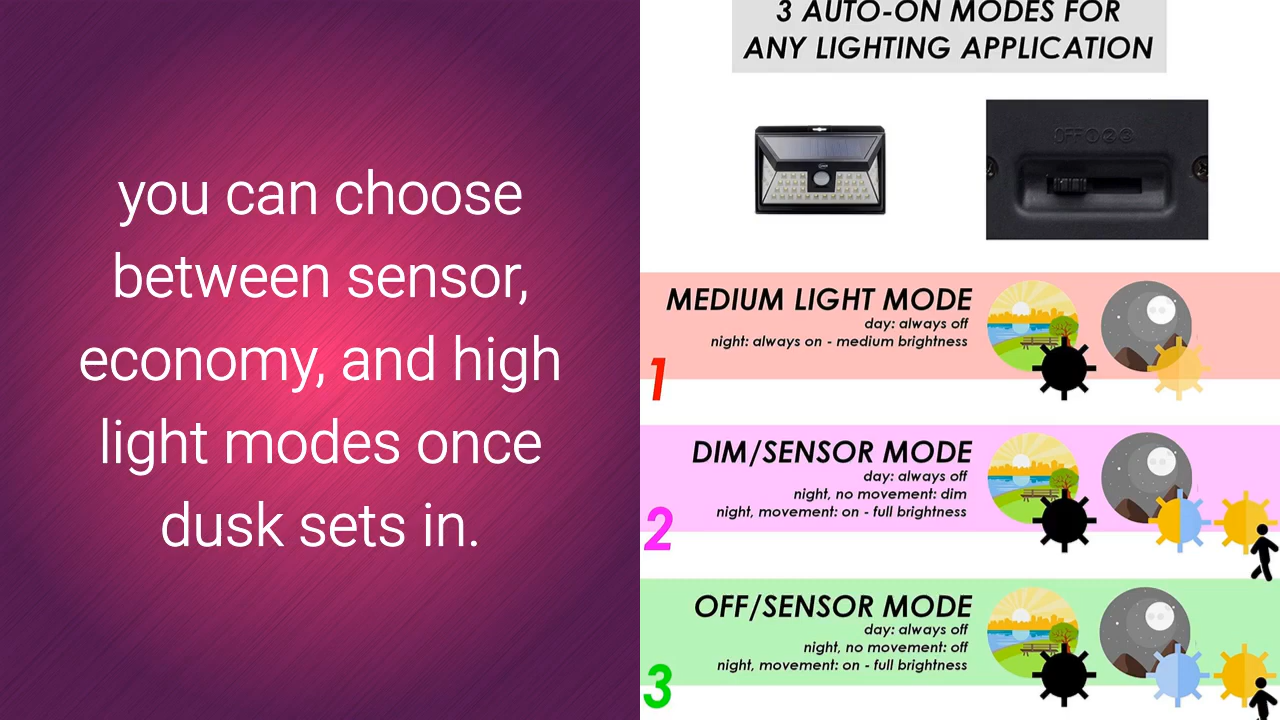 you can choose
between sensor,
economy, and high
light modes once
dusk sets in.
3 AUTO-ON MODES FOR
ANY LIGHTING APPLICATION
OFF 1 2 3
MEDIUM LIGHT MODE
day: always off
night: always on - medium brightness
1
DIM/SENSOR MODE
day: always off
night, no movement: dim
night, movement: on - full brightness
2
OFF/SENSOR MODE
day: always off
night, no movement: off
night, movement: on - full brightness
3